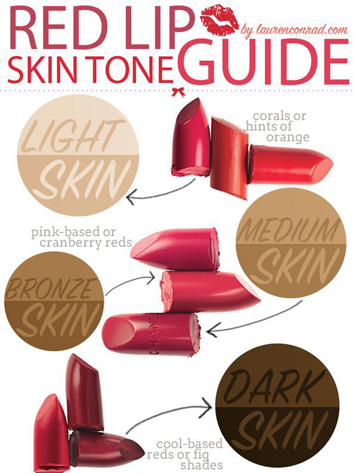 RED LIP
by laurenconrad.com
SKIN TONE GUIDE
LIGHT
SKIN
corals or
hints of
orange
pink-based or
cranberry reds
MEDIUM
SKIN
BRONZE
SKIN
CHANEL
DARK
SKIN
cool-based
reds or fig
shades